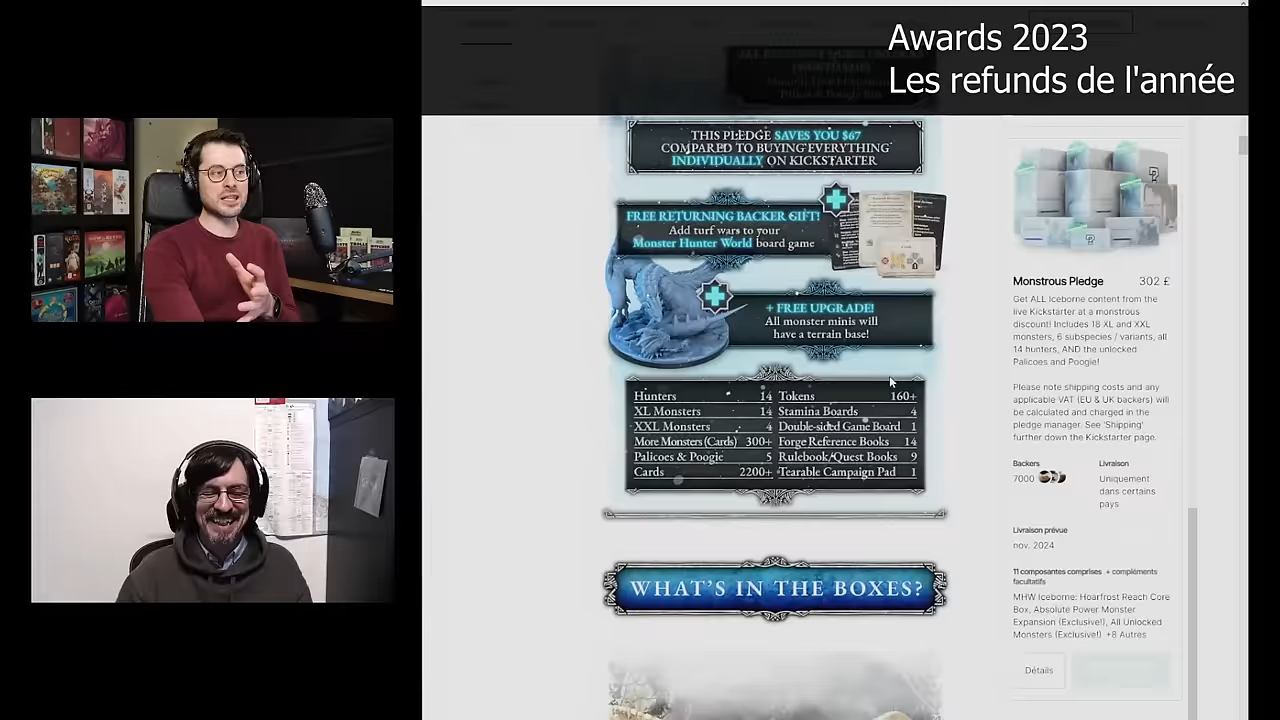 Awards 2023
Les refunds de l'année
THIS PLEDGE SAVES YOU $67
COMPARED TO BUYING EVERYTHING
INDIVIDUALLY ON KICKSTARTER
FREE RETURNING BACKER GIFT!
Add turf wars to your
Monster Hunter World board game
+ FREE UPGRADE!
All monster minis will
have a terrain base!
Hunters 14 Tokens 160+
XL Monsters 14 Stamina Boards 4
XXL Monsters 4 Double-sided Game Board 1
More Monsters (Cards) 300+ Forge Reference Books 14
Palicoes & Poogie 5 Rulebook/Quest Books 9
Cards 2200+ Tearable Campaign Pad 1
WHAT'S IN THE BOXES?
Monstrous Pledge 302 £
Get ALL Iceborne content from the
live Kickstarter at a monstrous
discount! Includes 18 XL and XXL
monsters, 6 subspecies / variants, all
14 hunters, AND the unlocked
Palicoes and Poogie!
Please note shipping costs and any
applicable VAT (EU & UK backers) will
be calculated and charged in the
pledge manager. See 'Shipping'
further down the Kickstarter page.
Backers
7000
Livraison
Uniquement
dans certains
pays
Livraison prévue
nov. 2024
11 composantes comprises + compléments
facultatifs
MHW Iceborne: Hoarfrost Reach Core
Box, Absolute Power Monster
Expansion (Exclusive!), All Unlocked
Monsters (Exclusive!) +8 Autres
Détails